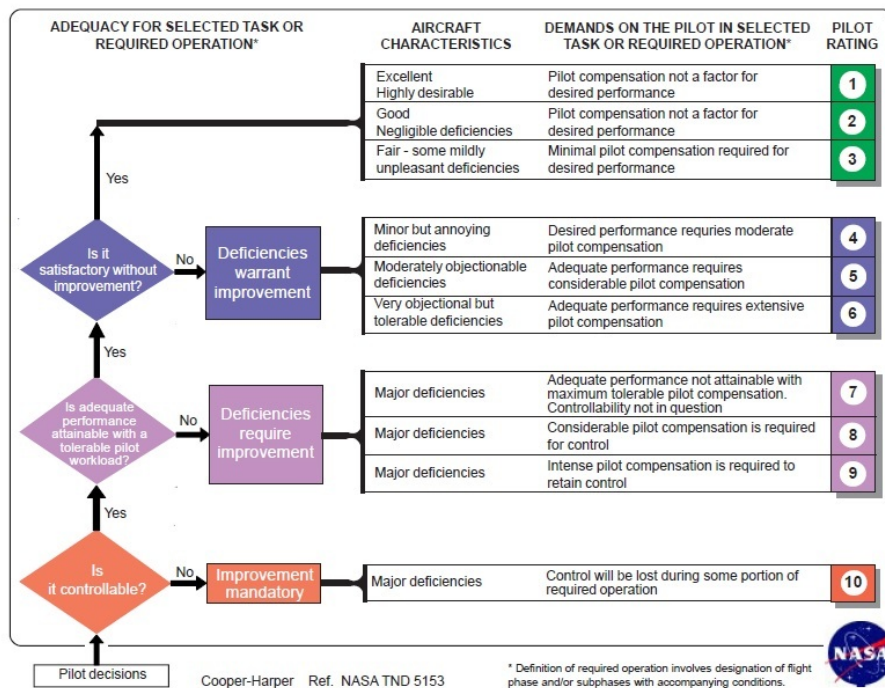 ADEQUACY FOR SELECTED TASK OR
REQUIRED OPERATION*
AIRCRAFT
CHARACTERISTICS
DEMANDS ON THE PILOT IN SELECTED
TASK OR REQUIRED OPERATION*
PILOT
RATING
Excellent
Highly desirable
Pilot compensation not a factor for
desired performance
1
Good
Negligible deficiencies
Pilot compensation not a factor for
desired performance
2
Fair - some mildly
unpleasant deficiencies
Minimal pilot compensation required for
desired performance
3
Yes
Is it
satisfactory without
improvement?
No
Deficiencies
warrant
improvement
Minor but annoying
deficiencies
Desired performance requries moderate
pilot compensation
4
Moderately objectionable
deficiencies
Adequate performance requires
considerable pilot compensation
5
Very objectional but
tolerable deficiencies
Adequate performance requires extensive
pilot compensation
6
Yes
Is adequate
performance
attainable with a
tolerable pilot
workload?
No
Deficiencies
require
improvement
Major deficiencies
Adequate performance not attainable with
maximum tolerable pilot compensation.
Controllability not in question
7
Major deficiencies
Considerable pilot compensation is required
for control
8
Major deficiencies
Intense pilot compensation is required to
retain control
9
Yes
Is
it controllable?
No
Improvement
mandatory
Major deficiencies
Control will be lost during some portion of
required operation
10
Pilot decisions
Cooper-Harper Ref. NASA TND 5153
* Definition of required operation involves designation of flight
phase and/or subphases with accompanying conditions.
NASA